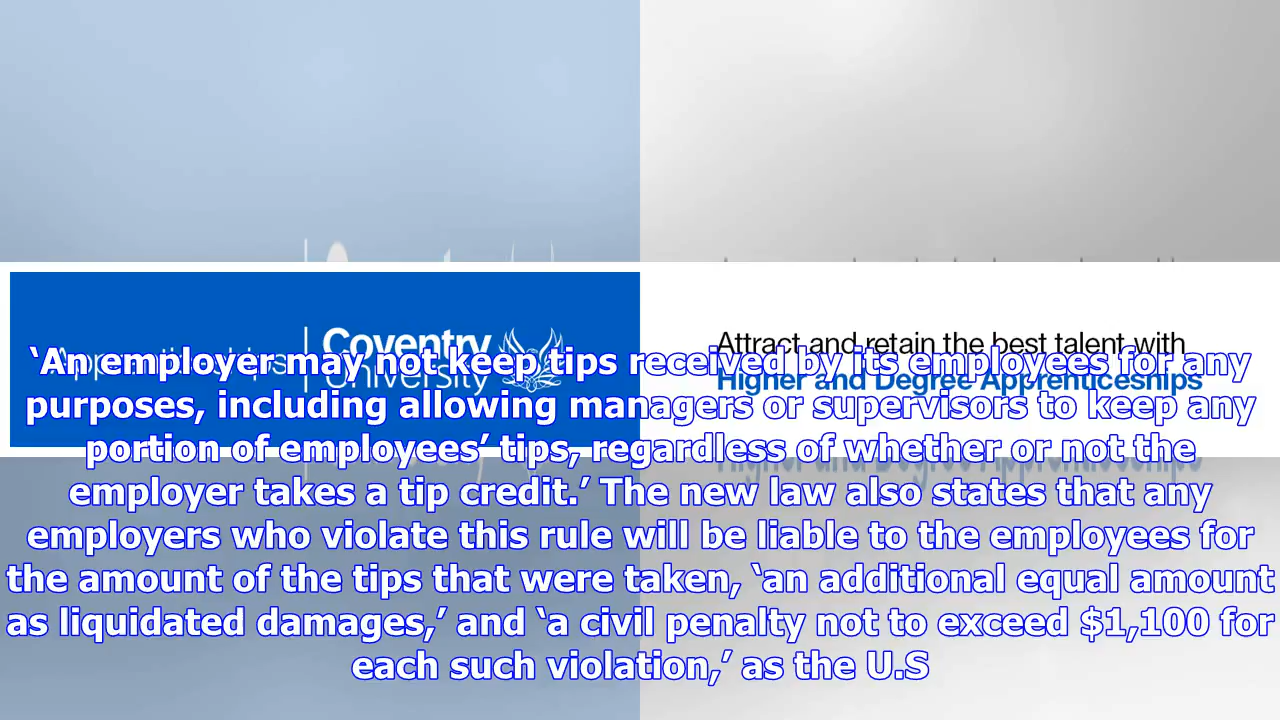 Apprenticeships
Coventry
University
Attract and retain the best talent with
Higher and Degree Apprenticeships
‘An employer may not keep tips received by its employees for any
purposes, including allowing managers or supervisors to keep any
portion of employees’ tips, regardless of whether or not the
employer takes a tip credit.’ The new law also states that any
employers who violate this rule will be liable to the employees for
the amount of the tips that were taken, ‘an additional equal amount
as liquidated damages,’ and ‘a civil penalty not to exceed $1,100 for
each such violation,’ as the U.S